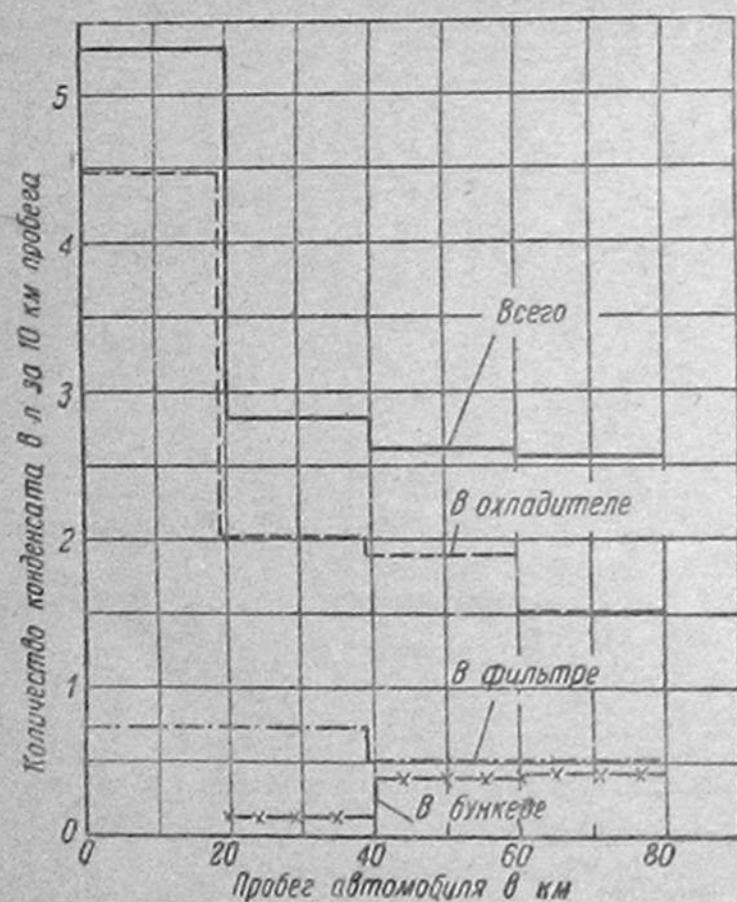 Количество конденсата в л за 10 км пробега
5
4
3
2
1
0
Всего
В охладителе
В фильтре
В бункере
0 20 40 60 80
Пробег автомобиля в км